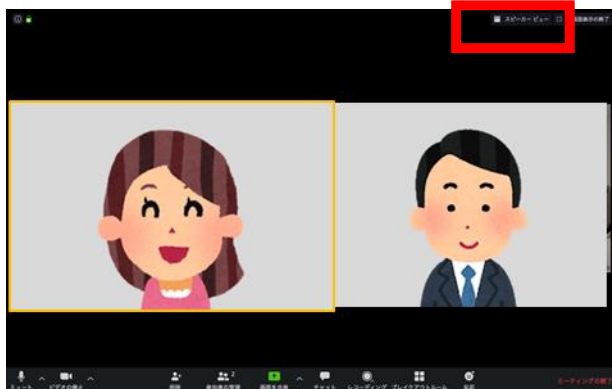 スピーカー ビュー
全画面表示の終了
ミュート
ビデオの停止
招待
2
参加者の管理
画面を共有
チャット
レコーディング
ブレイクアウトルーム
反応
ミーティングの終了